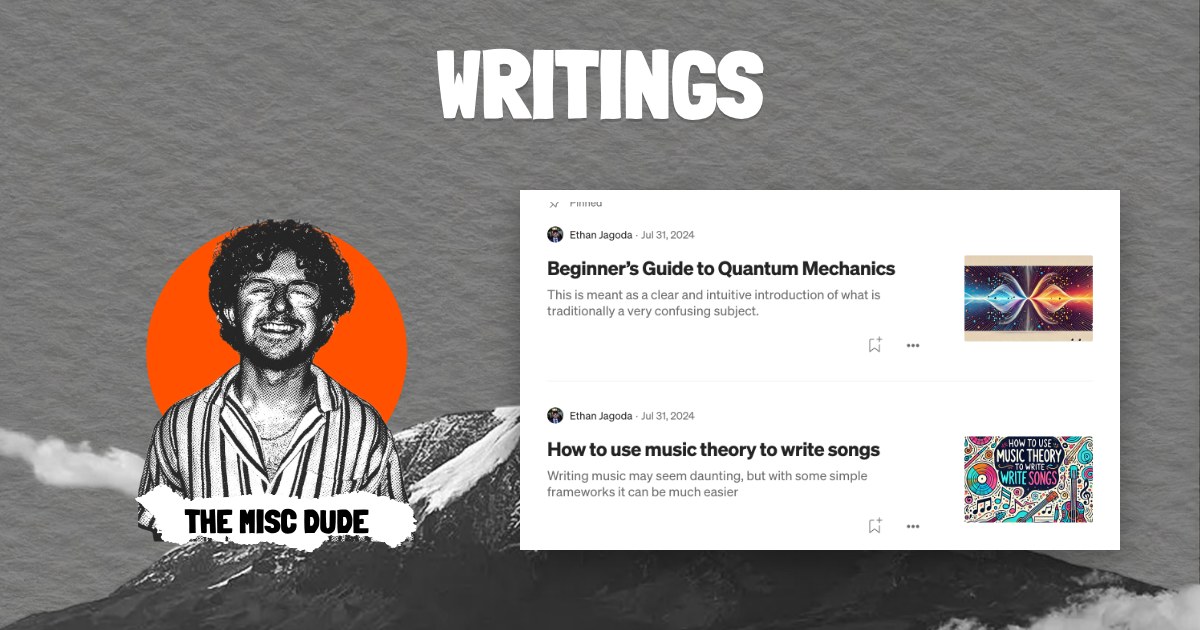 WRITINGS
Pinned
Ethan Jagoda · Jul 31, 2024
Beginner's Guide to Quantum Mechanics
This is meant as a clear and intuitive introduction of what is
traditionally a very confusing subject.
Ethan Jagoda · Jul 31, 2024
How to use music theory to write songs
Writing music may seem daunting, but with some simple
frameworks it can be much easier
HOW TO USE
MUSIC THEORY
TO WRITE
WRITE SONGS
THE MISC DUDE